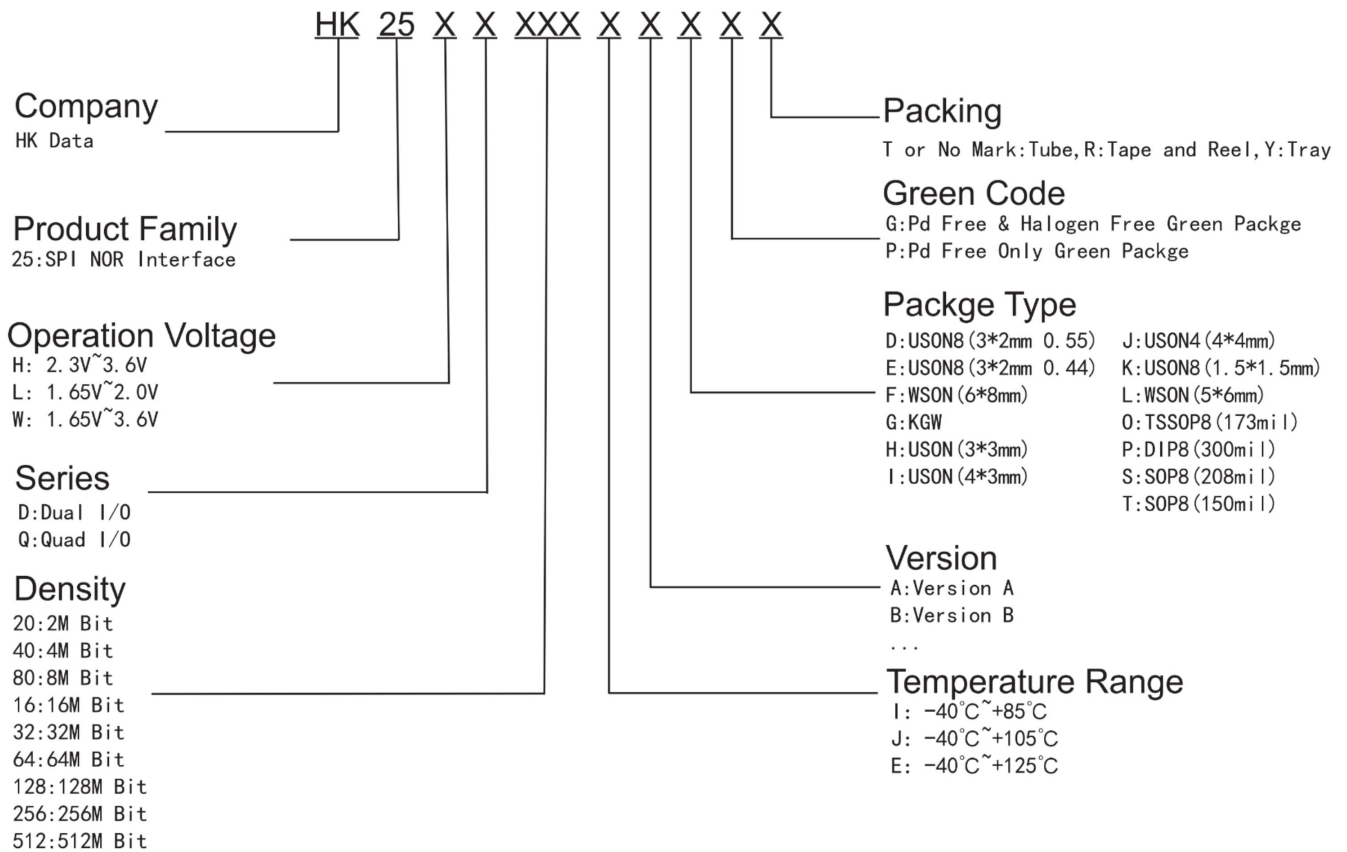 HK 25 X X XXX X X X X X
Company
HK Data
Product Family
25:SPI NOR Interface
Operation Voltage
H: 2.3V~3.6V
L: 1.65V~2.0V
W: 1.65V~3.6V
Series
D:Dual I/O
Q:Quad I/O
Density
20:2M Bit
40:4M Bit
80:8M Bit
16:16M Bit
32:32M Bit
64:64M Bit
128:128M Bit
256:256M Bit
512:512M Bit
Packing
T or No Mark:Tube,R:Tape and Reel,Y:Tray
Green Code
G:Pd Free & Halogen Free Green Packge
P:Pd Free Only Green Packge
Packge Type
D:USON8(3*2mm 0.55) J:USON4(4*4mm)
E:USON8(3*2mm 0.44) K:USON8(1.5*1.5mm)
F:WSON(6*8mm) L:WSON(5*6mm)
G:KGW O:TSSOP8(173mil)
H:USON(3*3mm) P:DIP8(300mil)
I:USON(4*3mm) S:SOP8(208mil)
T:SOP8(150mil)
Version
A:Version A
B:Version B
...
Temperature Range
I: -40℃~+85℃
J: -40℃~+105℃
E: -40℃~+125℃